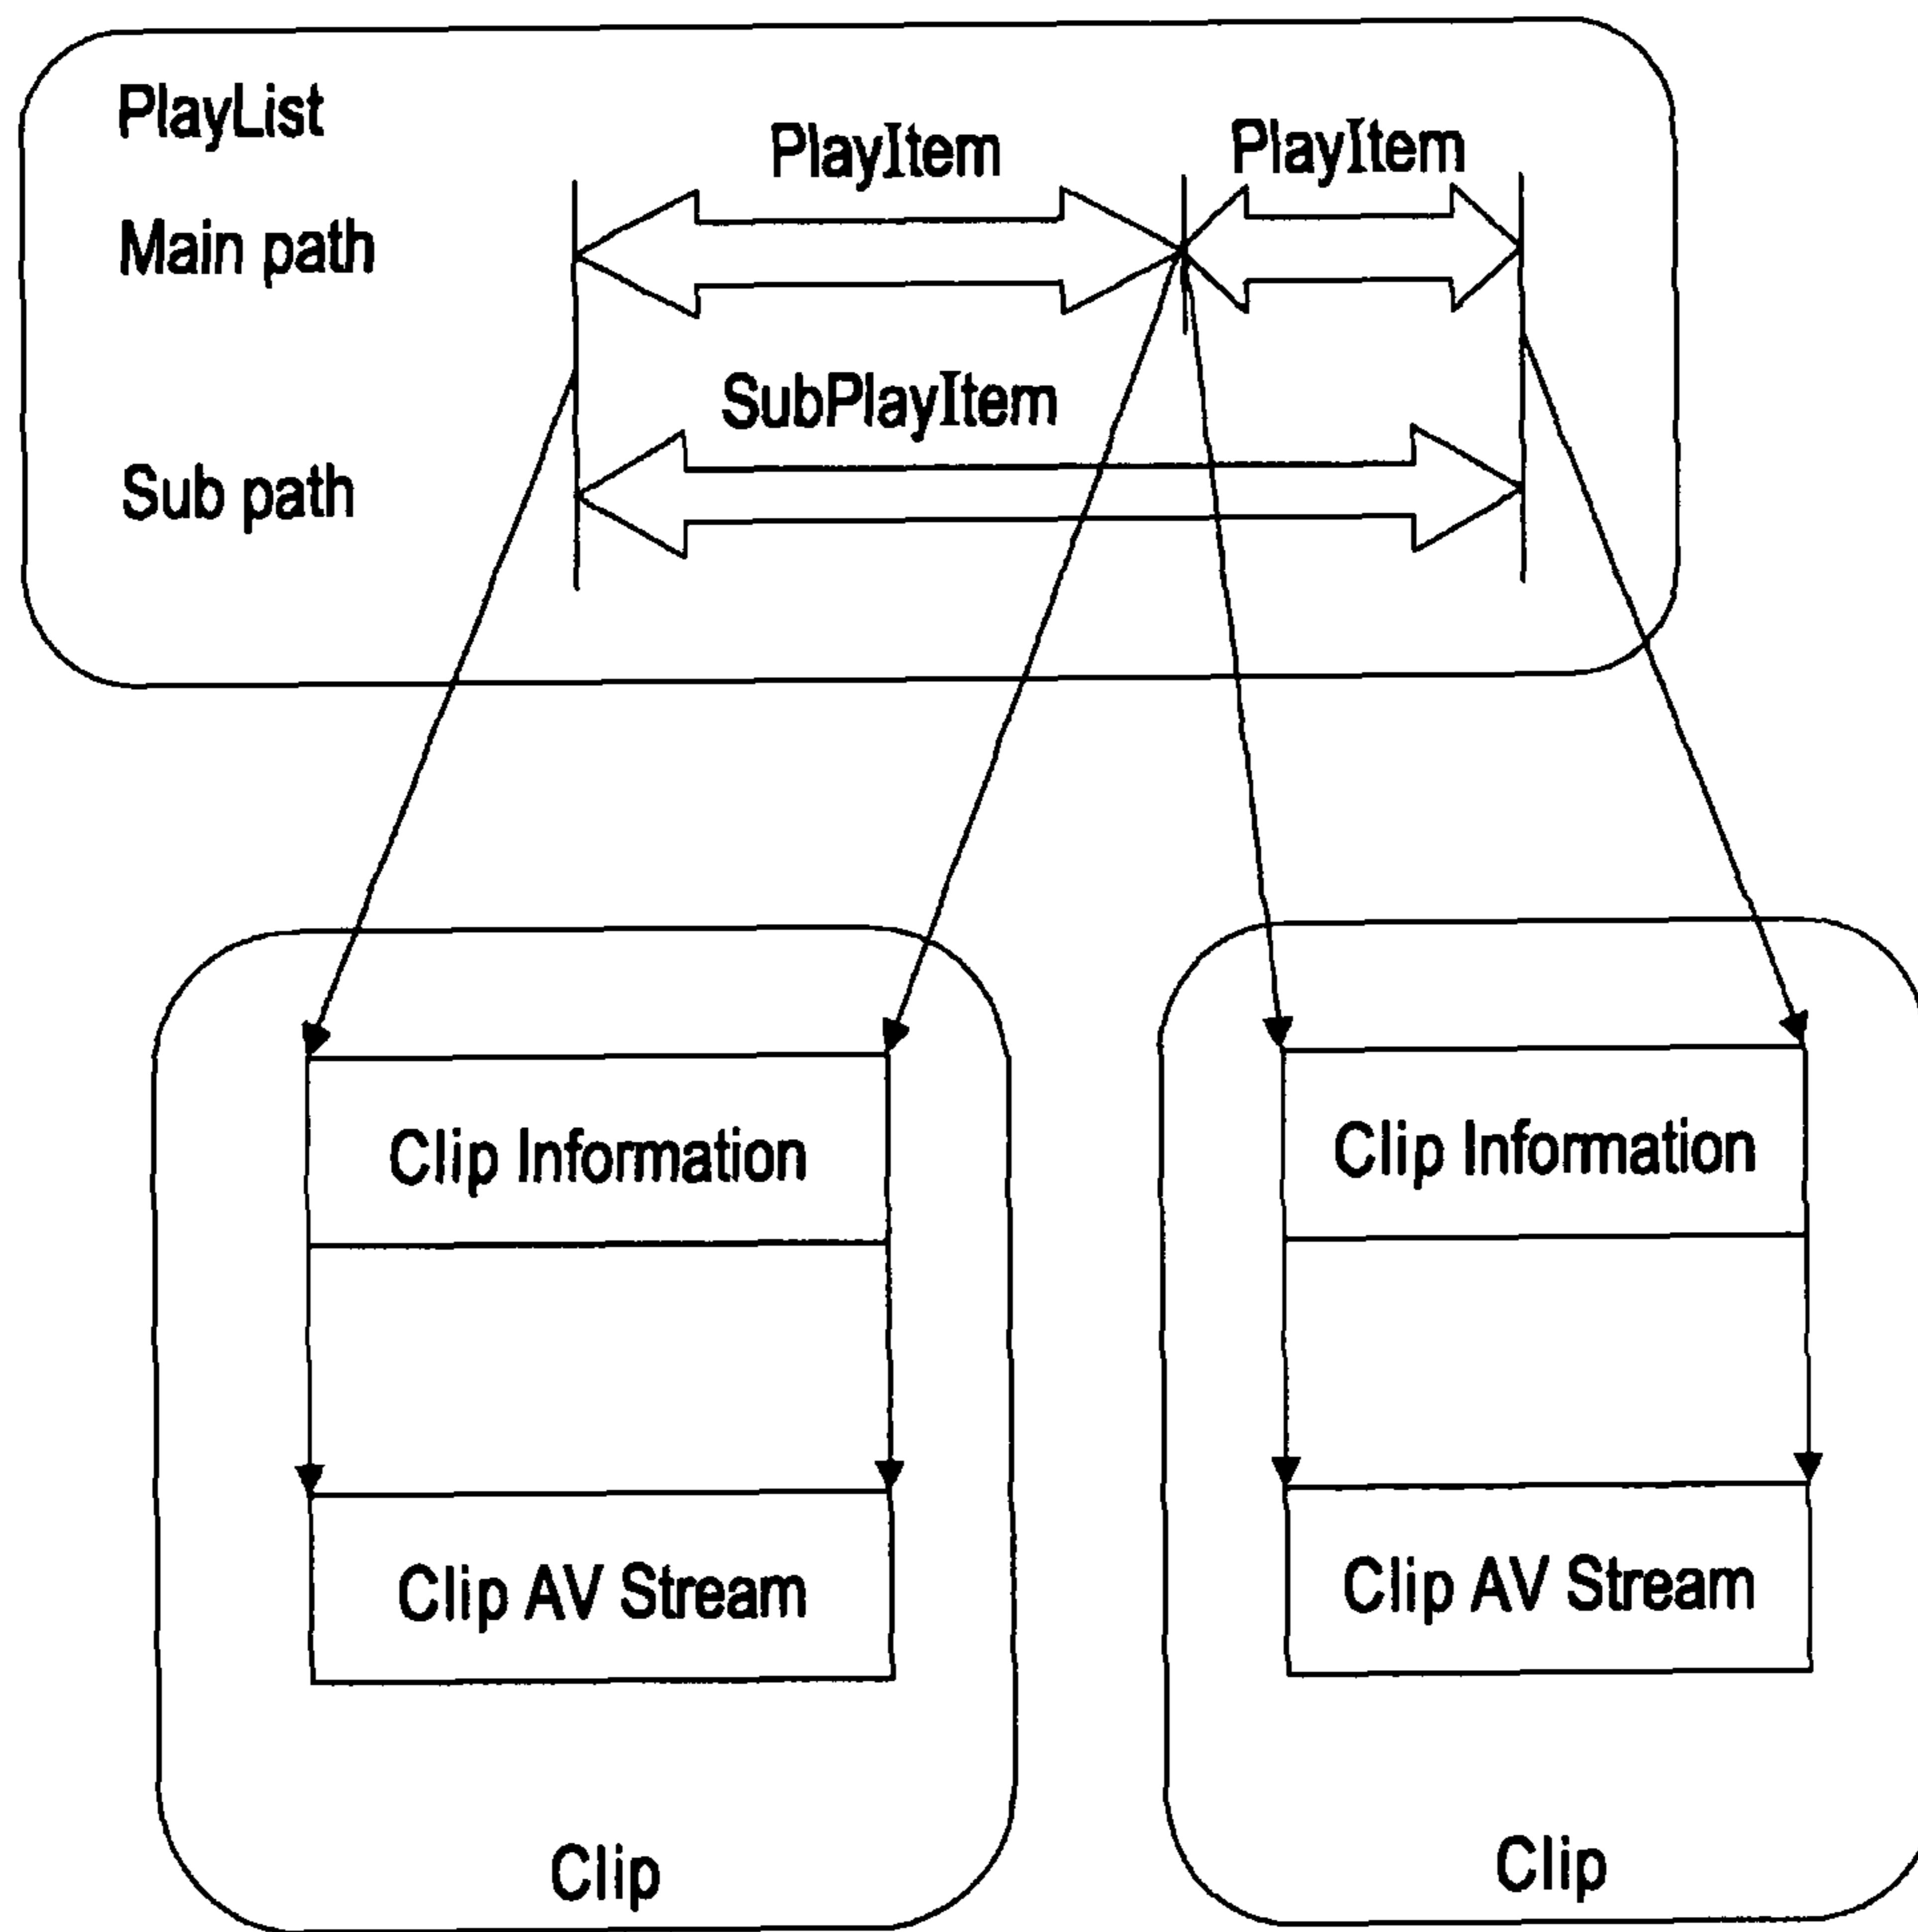 PlayList
PlayItem
PlayItem
Main path
SubPlayItem
Sub path
Clip Information
Clip Information
Clip AV Stream
Clip AV Stream
Clip
Clip